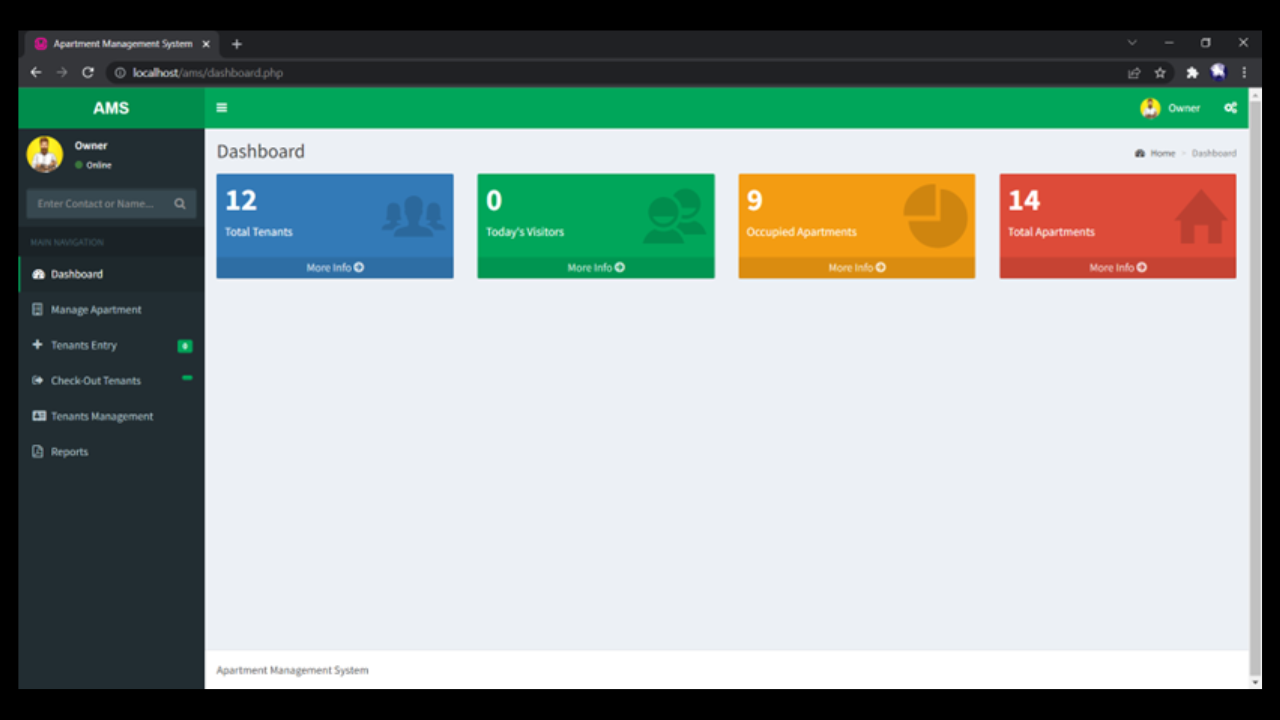 Apartment Management System
localhost/ams/dashboard.php
AMS
Owner
Owner
Online
Enter Contact or Name...
MAIN NAVIGATION
Dashboard
Manage Apartment
Tenants Entry
Check-Out Tenants
Tenants Management
Reports
Dashboard
Home > Dashboard
12
Total Tenants
More Info
0
Today's Visitors
More Info
9
Occupied Apartments
More Info
14
Total Apartments
More Info
Apartment Management System